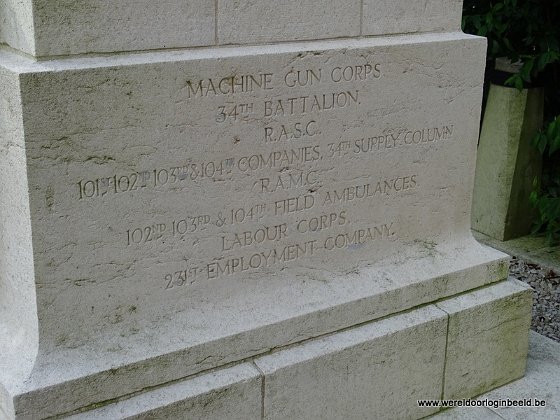 MACHINE GUN CORPS
34TH BATTALION.
R.A.S.C.
101ST 102ND 103RD & 104TH COMPANIES, 34TH SUPPLY COLUMN
R.A.M.C.
102ND 103RD & 104TH FIELD AMBULANCES.
LABOUR CORPS.
231ST EMPLOYMENT COMPANY.
www.wereldoorloginbeeld.be